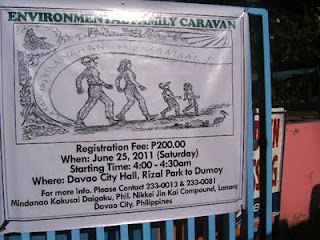 ENVIRONMENTAL FAMILY CARAVAN
Registration Fee: P200.00
When: June 25, 2011 (Saturday)
Starting Time: 4:00 - 4:30am
Where: Davao City Hall, Rizal Park to Dumoy
For more info. Please Contact 233-0013 & 233-0081
Mindanao Kokusai Daigaku, Phil. Nikkei Jin Kai Compound, Lanang
Davao City, Philippines